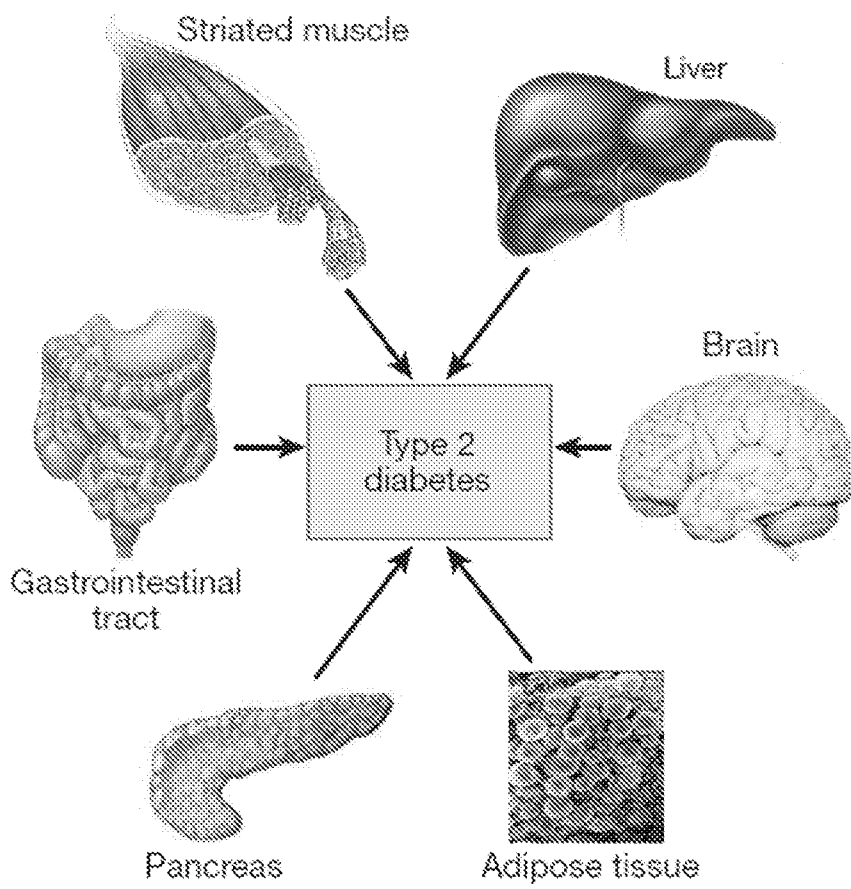 Striated muscle
Liver
Brain
Type 2
diabetes
Gastrointestinal
tract
Pancreas
Adipose tissue